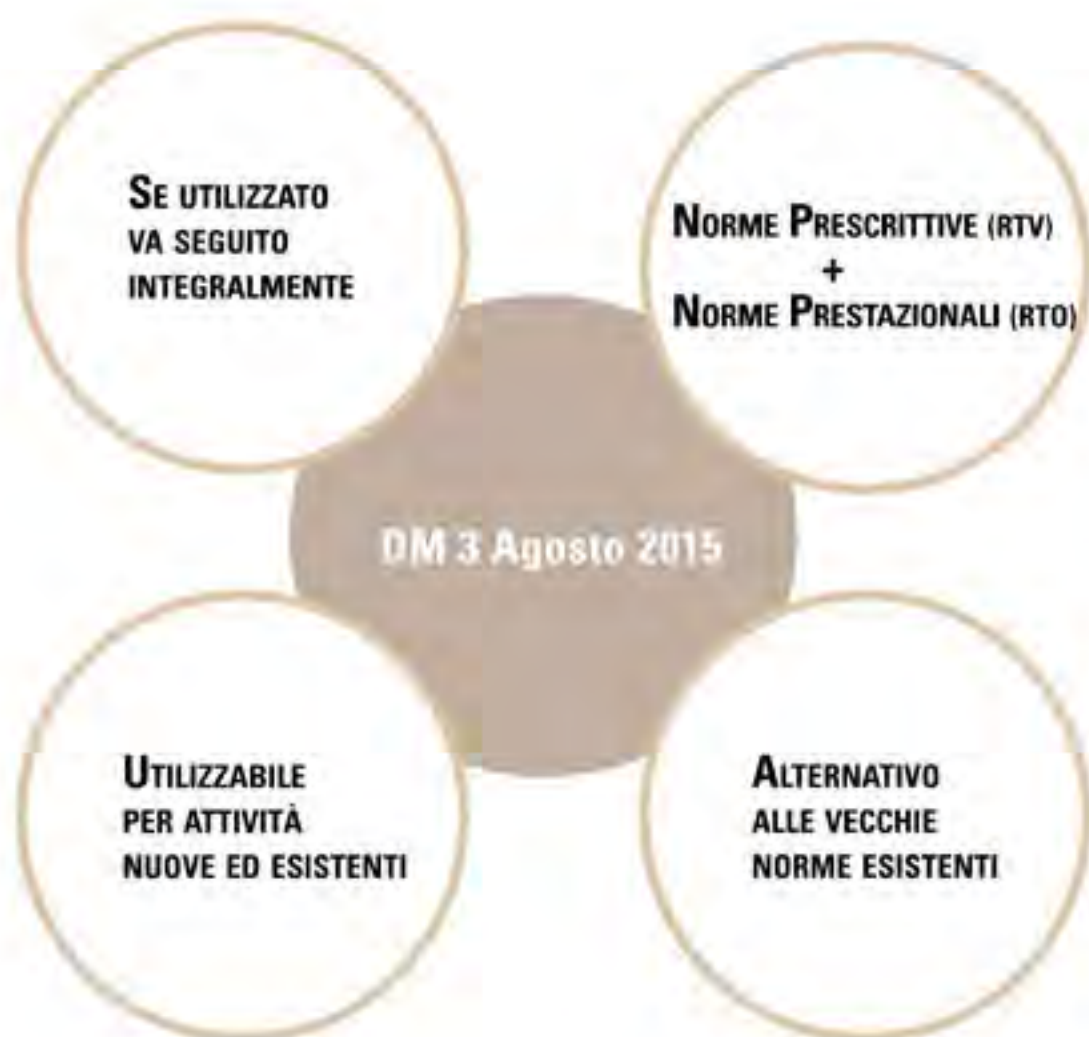 SE UTILIZZATO
VA SEGUITO
INTEGRALMENTE
NORME PRESCRITTIVE (RTV)
+
NORME PRESTAZIONALI (RTO)
DM 3 Agosto 2015
UTILIZZABILE
PER ATTIVITÀ
NUOVE ED ESISTENTI
ALTERNATIVO
ALLE VECCHIE
NORME ESISTENTI